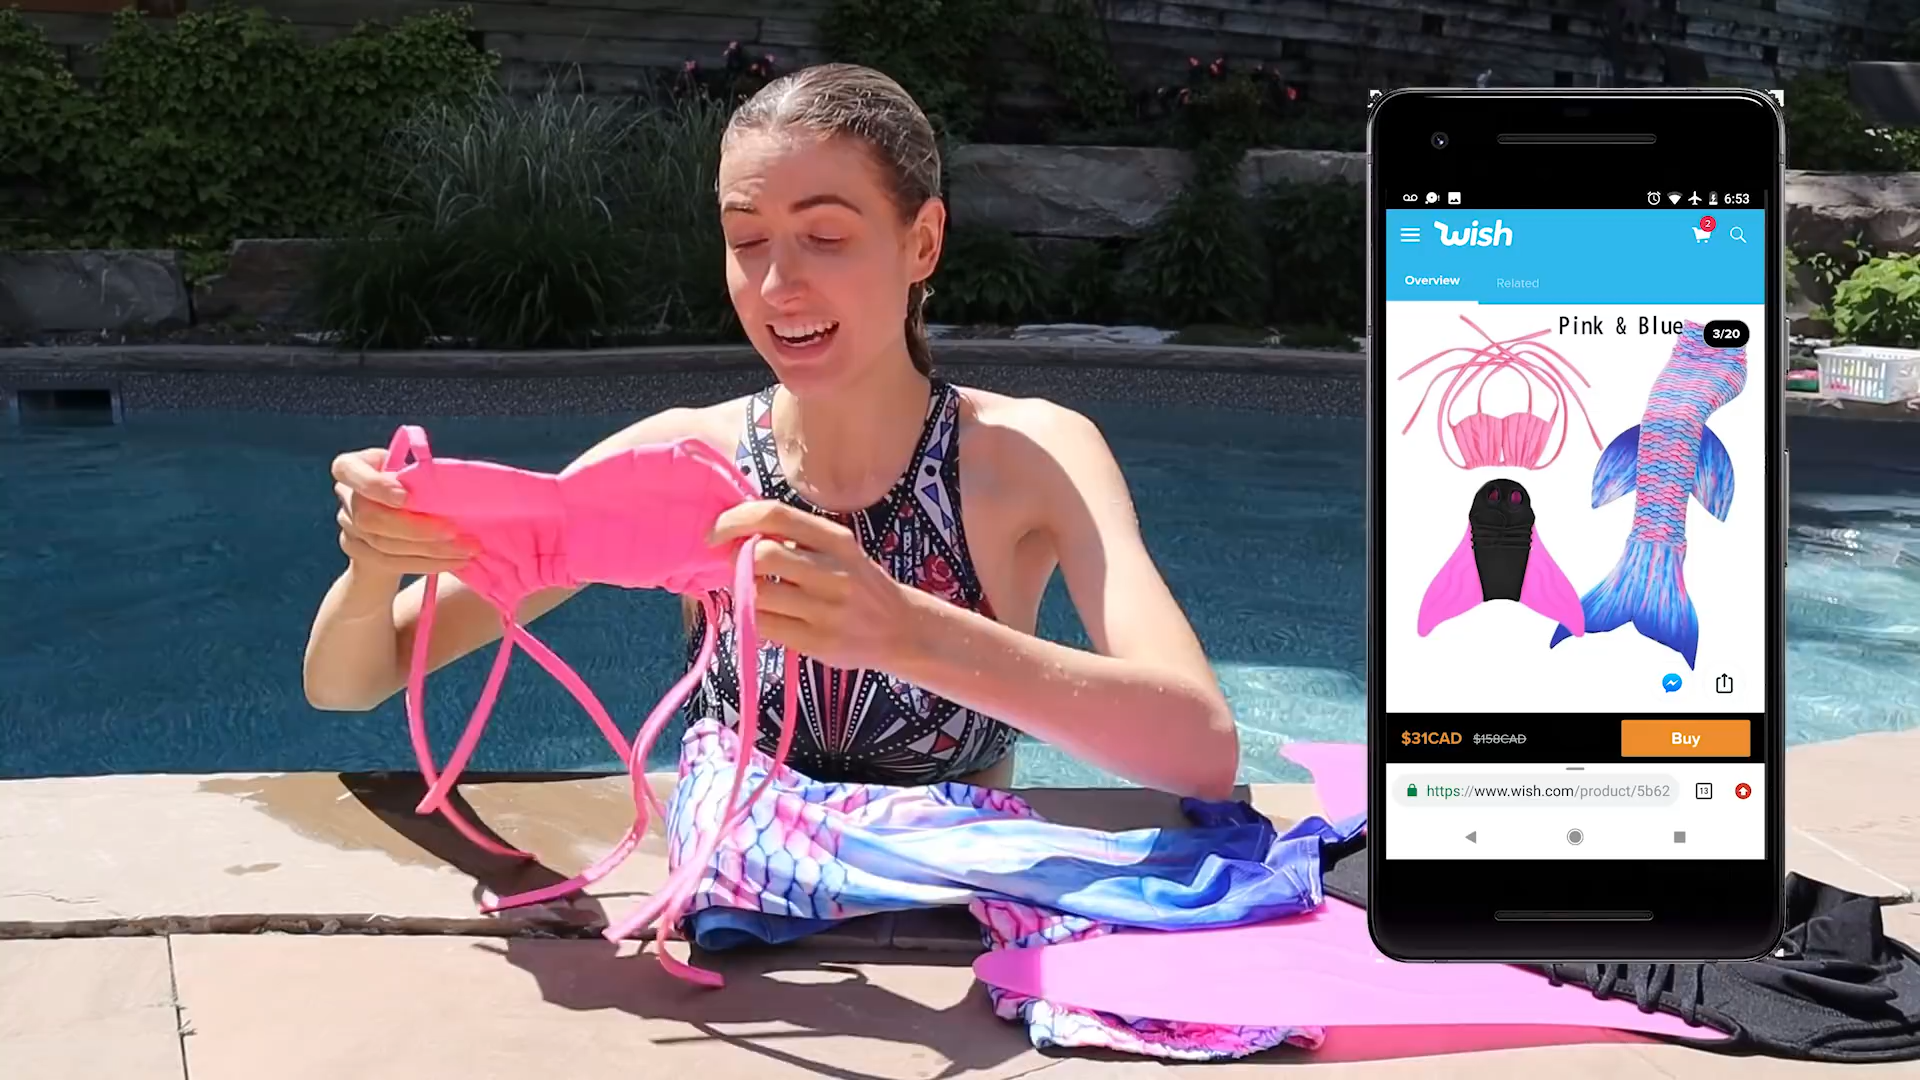 6:53
wish
2
Overview
Related
Pink & Blue
3/20
$31CAD $158CAD
Buy
https://www.wish.com/product/5b62
13